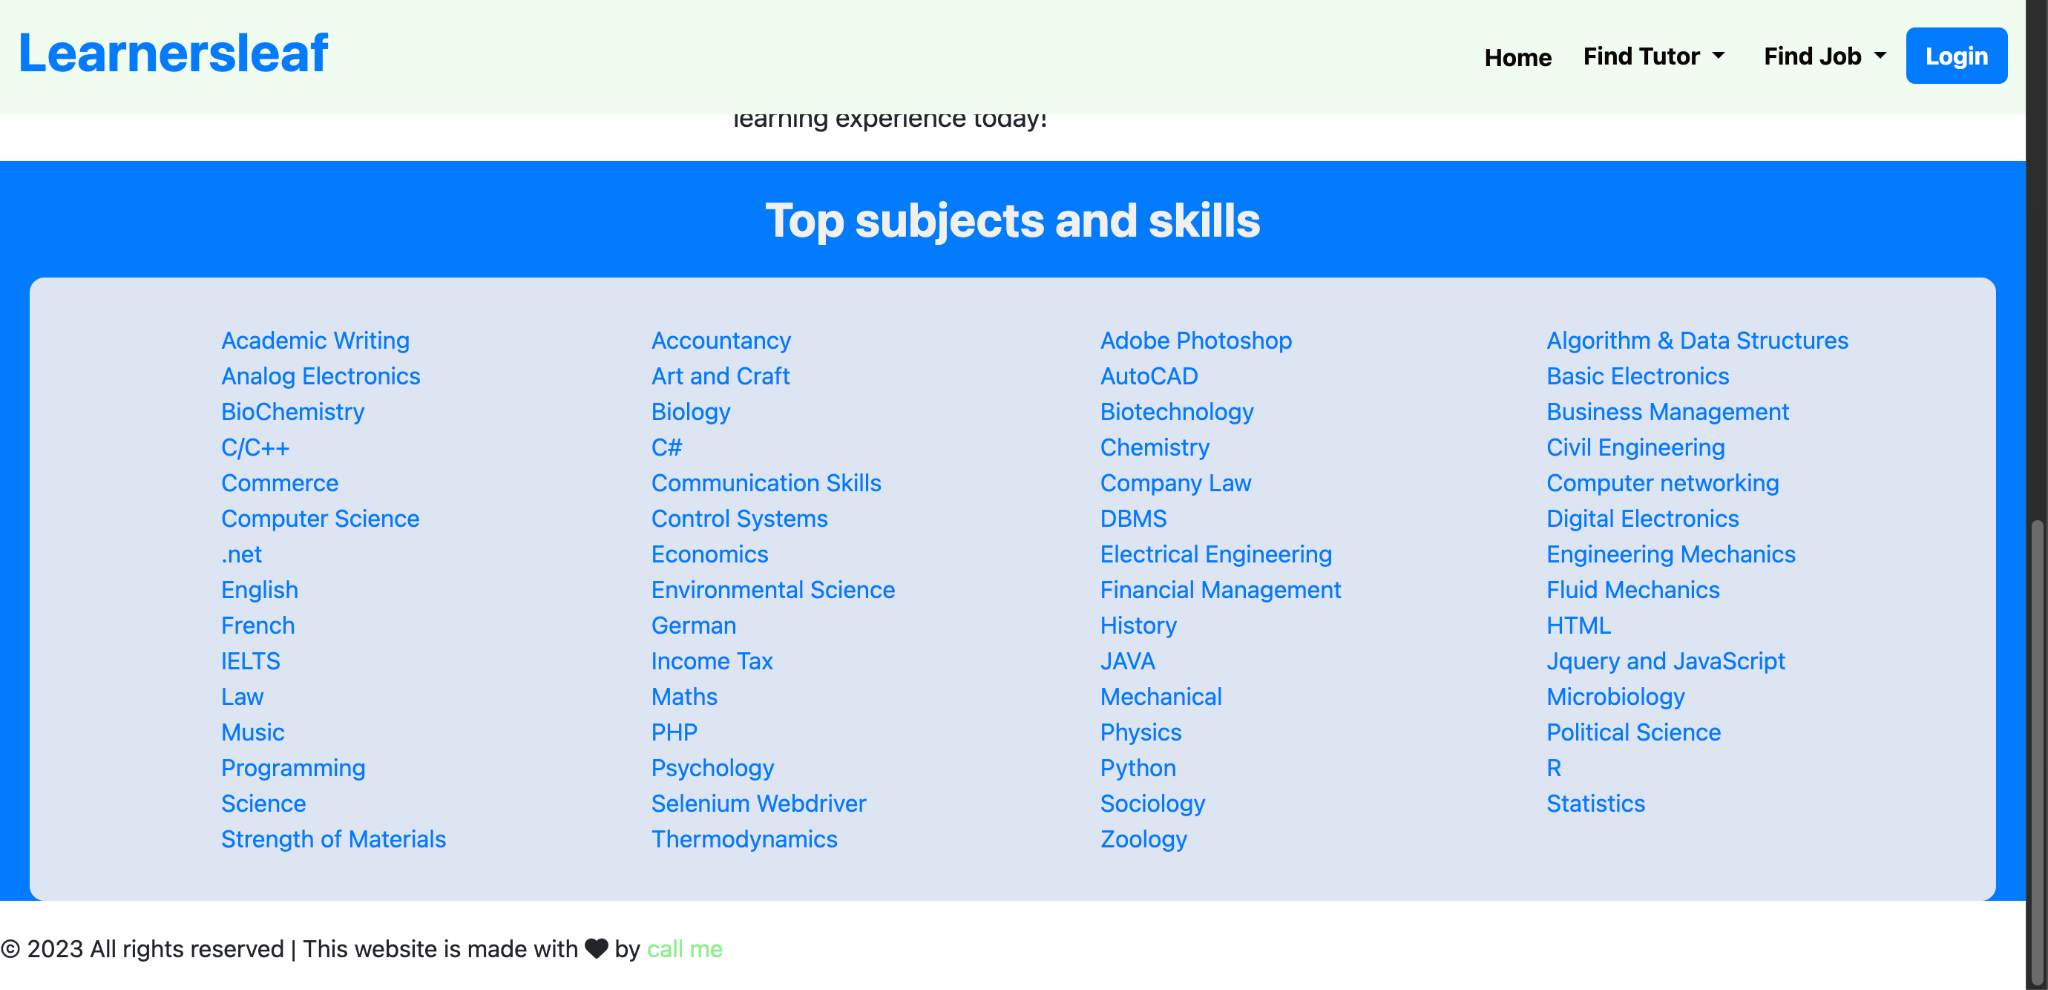 Learnersleaf
Home Find Tutor Find Job Login
learning experience today!
Top subjects and skills
Academic Writing Accountancy Adobe Photoshop Algorithm & Data Structures
Analog Electronics Art and Craft AutoCAD Basic Electronics
BioChemistry Biology Biotechnology Business Management
C/C++ C# Chemistry Civil Engineering
Commerce Communication Skills Company Law Computer networking
Computer Science Control Systems DBMS Digital Electronics
.net Economics Electrical Engineering Engineering Mechanics
English Environmental Science Financial Management Fluid Mechanics
French German History HTML
IELTS Income Tax JAVA Jquery and JavaScript
Law Maths Mechanical Microbiology
Music PHP Physics Political Science
Programming Psychology Python R
Science Selenium Webdriver Sociology Statistics
Strength of Materials Thermodynamics Zoology
© 2023 All rights reserved | This website is made with ♥ by call me